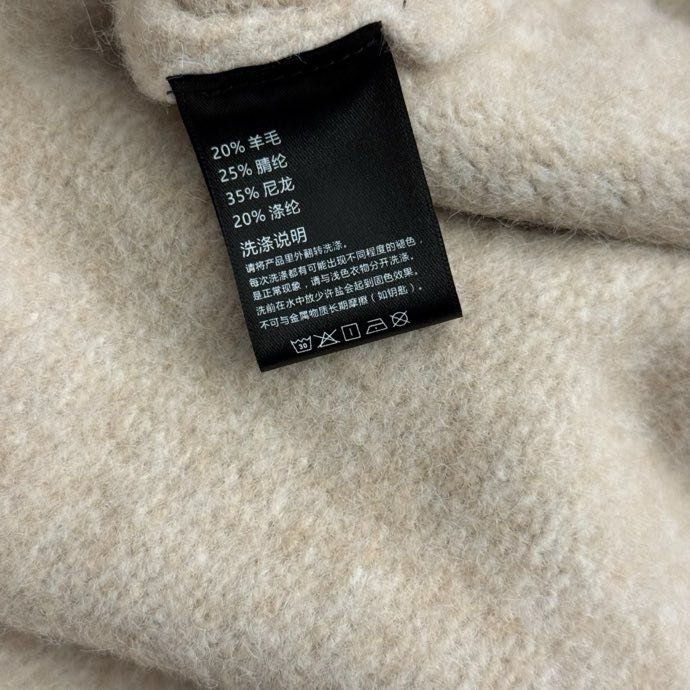 20% 羊毛
25% 腈纶
35% 尼龙
20% 涤纶
洗涤说明
请将产品里外翻转洗涤.
每次洗涤都有可能出现不同程度的褪色,
是正常现象, 请与浅色衣物分开洗涤.
洗前在水中放少许盐会起到固色效果.
不可与金属物质长期摩擦 (如钥匙) .
30